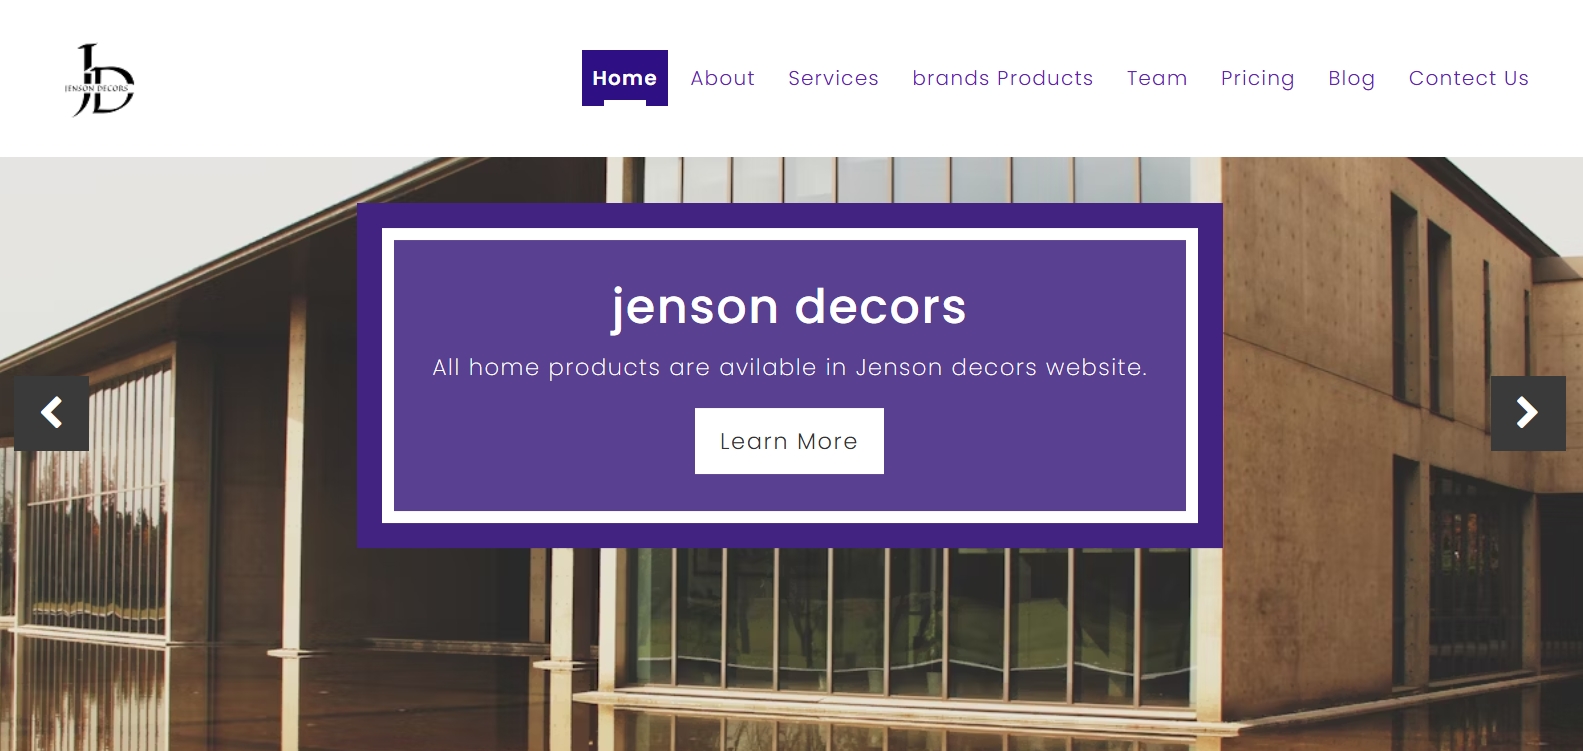 JENSON DECORS
Home About Services brands Products Team Pricing Blog Contect Us
jenson decors
All home products are avilable in Jenson decors website.
Learn More